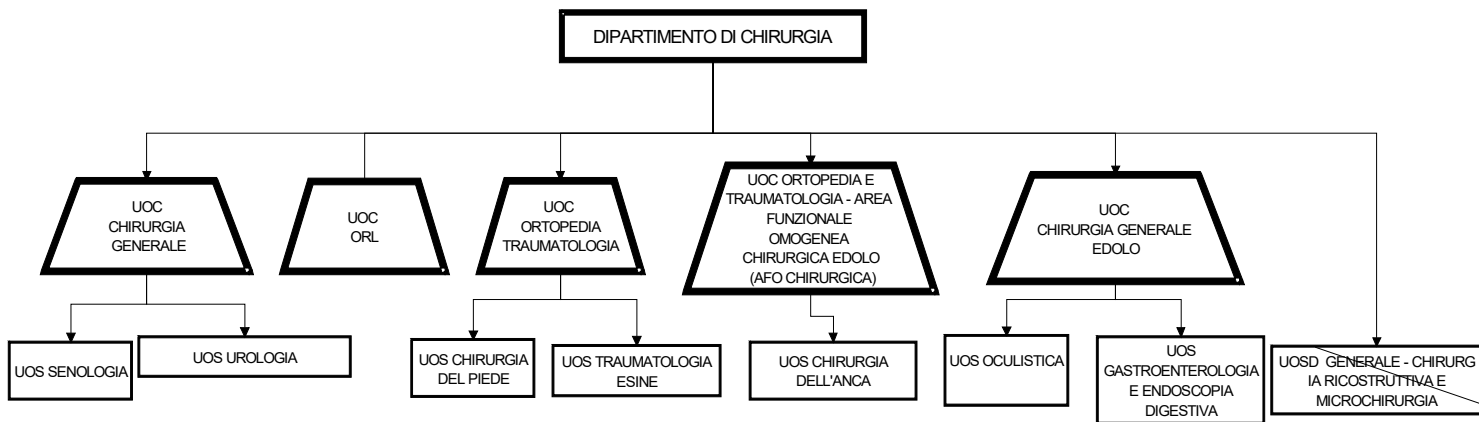 DIPARTIMENTO DI CHIRURGIA
UOC
CHIRURGIA
GENERALE
UOC
ORL
UOC
ORTOPEDIA
TRAUMATOLOGIA
UOC ORTOPEDIA E
TRAUMATOLOGIA - AREA
FUNZIONALE
OMOGENEA
CHIRURGICA EDOLO
(AFO CHIRURGICA)
UOC
CHIRURGIA GENERALE
EDOLO
UOS SENOLOGIA
UOS UROLOGIA
UOS CHIRURGIA
DEL PIEDE
UOS TRAUMATOLOGIA
ESINE
UOS CHIRURGIA
DELL'ANCA
UOS OCULISTICA
UOS
GASTROENTEROLOGIA
E ENDOSCOPIA
DIGESTIVA
UOSD GENERALE - CHIRURG
IA RICOSTRUTTIVA E
MICROCHIRURGIA